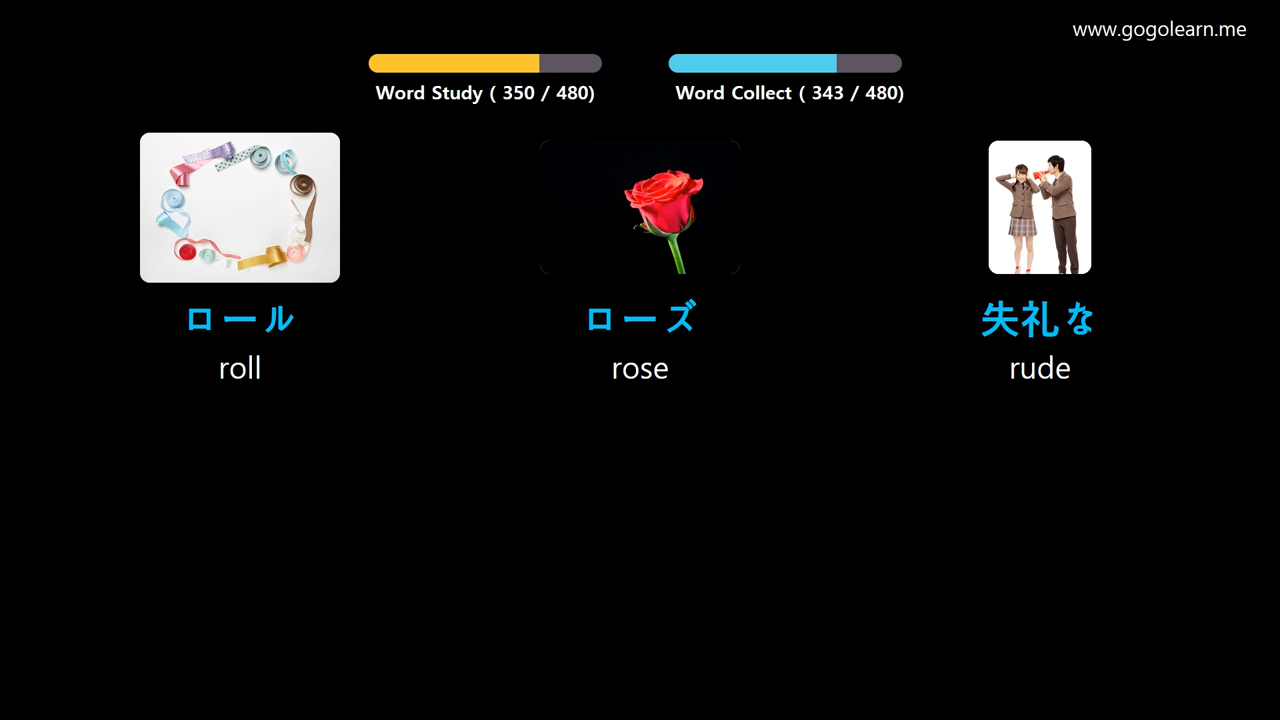 www.gogolearn.me
Word Study ( 350 / 480)
Word Collect ( 343 / 480)
ロール
ローズ
失礼な
roll
rose
rude